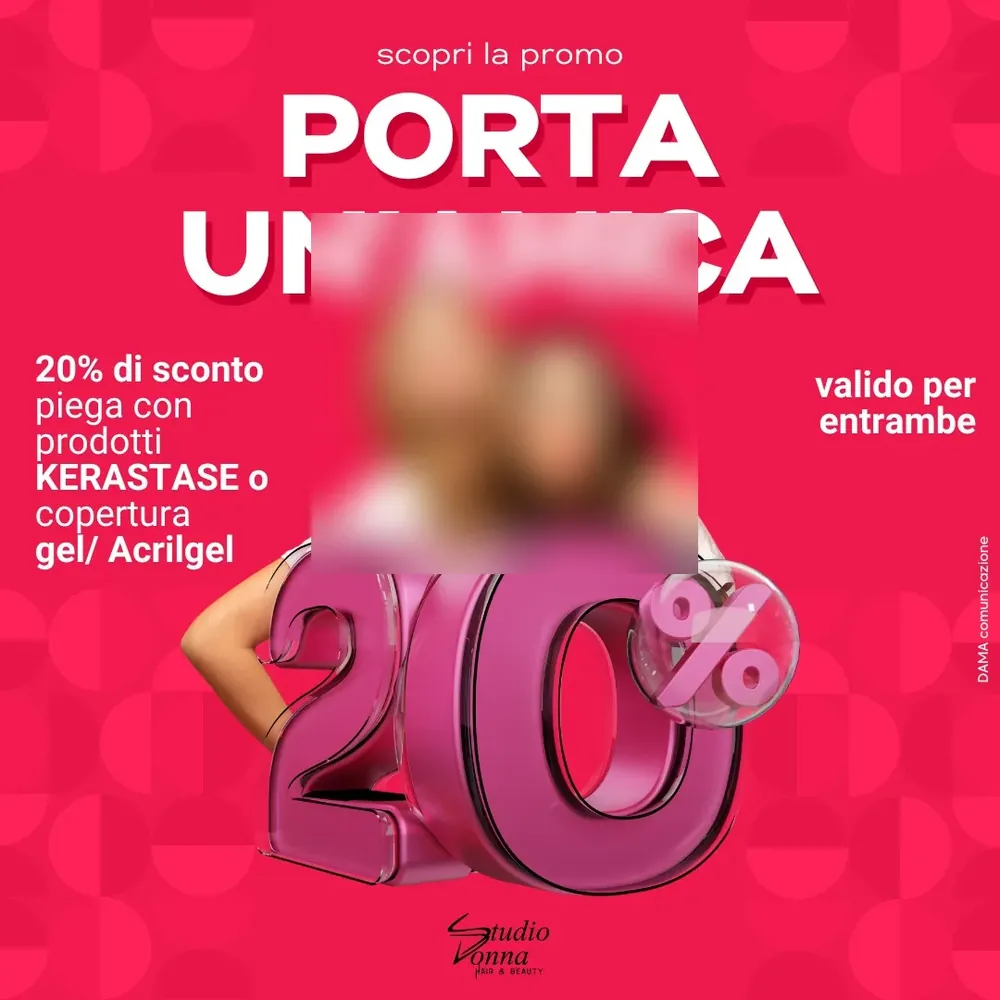 scopri la promo
PORTA
20% di sconto
piega con
prodotti
KERASTASE o
copertura
gel/ Acrilgel
valido per
entrambe
DAMA comunicazione
20%
Studio
Donna
HAIR & BEAUTY